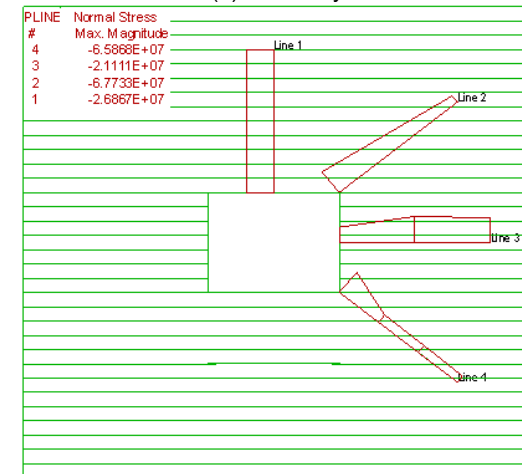 PLINE Normal Stress
# Max. Magnitude
4 -6.5868E+07
3 -2.1111E+07
2 -6.7733E+07
1 -2.6867E+07
Line 1
Line 2
Line 3
Line 4